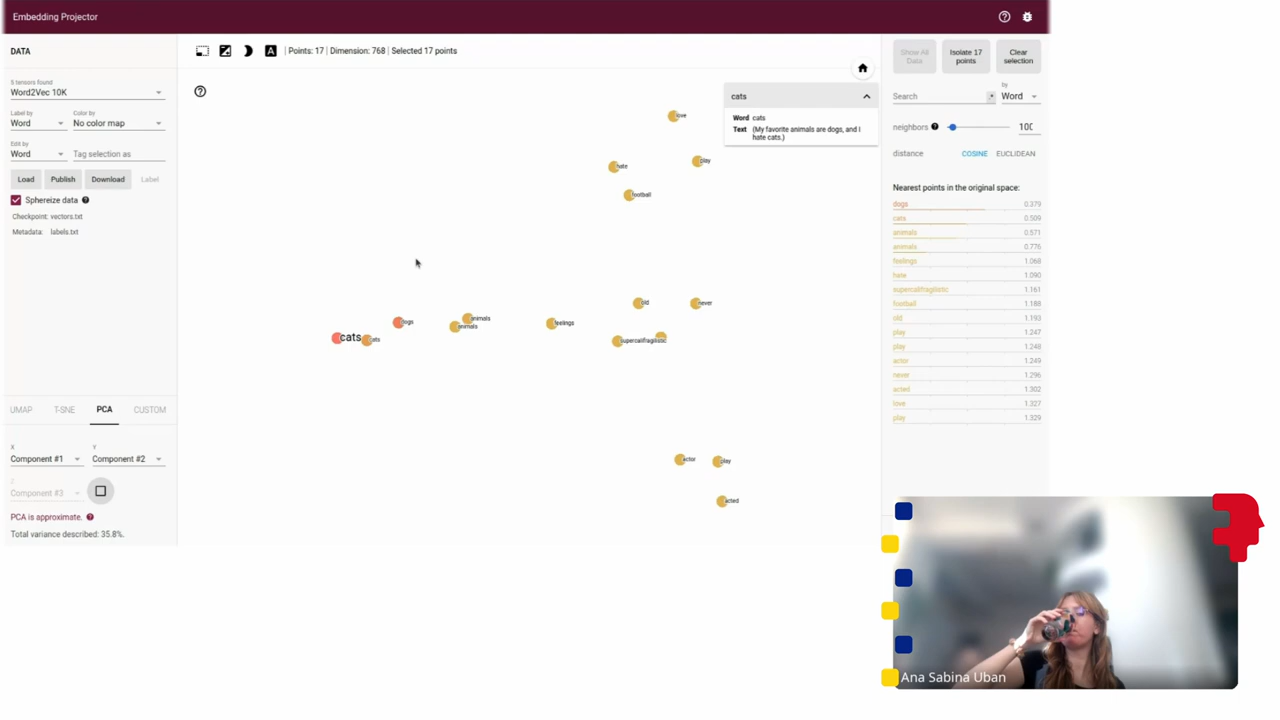 Embedding Projector
DATA
5 tensors found
Word2Vec 10K
Label by
Word
Color by
No color map
Edit by
Word
Tag selection as
Load
Publish
Download
Label
Sphereize data
Checkpoint: vectors.txt
Metadata: labels.txt
UMAP
T-SNE
PCA
CUSTOM
X
Component #1
Y
Component #2
Z
Component #3
PCA is approximate.
Total variance described: 35.8%.
A
Points: 17 | Dimension: 768 | Selected 17 points
cats
Word cats
Text (My favorite animals are dogs, and I
hate cats.)
love
hate
play
football
old
never
cats
cats
dogs
animals
animals
feelings
supercalifragilistic
actor
play
acted
Show All
Data
Isolate 17
points
Clear
selection
Search
.*
by
Word
neighbors
100
distance
COSINE
EUCLIDEAN
Nearest points in the original space:
dogs 0.379
cats 0.509
animals 0.571
animals 0.776
feelings 1.068
hate 1.090
supercalifragilistic 1.161
football 1.188
old 1.193
play 1.247
play 1.248
actor 1.249
never 1.296
acted 1.302
love 1.327
play 1.329
Ana Sabina Uban